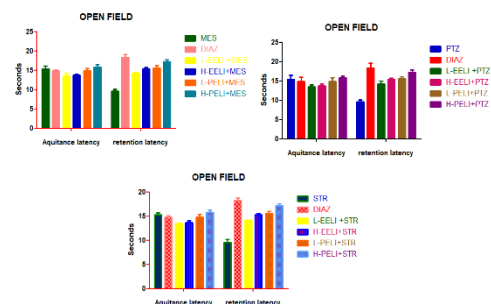 OPEN FIELD
25
20
15
10
5
0
Seconds
Aquitance latency
retention latency
MES
DIAZ
L-EELI+MES
H-EELI+MES
L-PELI+MES
H-PELI+MES
OPEN FIELD
25
20
15
10
5
0
Seconds
Aquitance latency
retention latency
PTZ
DIAZ
L-EELI +PTZ
H-EELI +PTZ
L-PELI+PTZ
H-PELI+PTZ
OPEN FIELD
20
15
10
5
0
Seconds
Aquitance latency
retention latency
STR
DIAZ
L-EELI +STR
H-EELI+STR
L-PELI+STR
H-PELI+STR